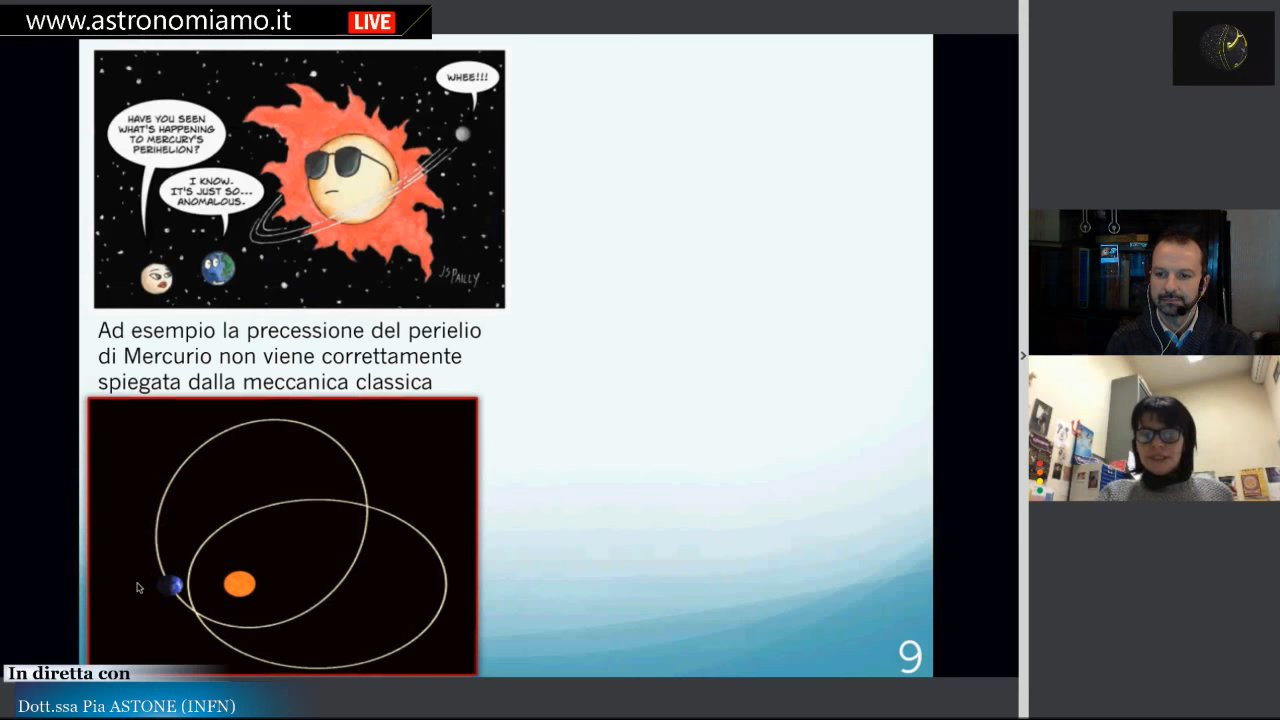 www.astronomiamo.it LIVE
WHEE!!!
HAVE YOU SEEN
WHAT'S HAPPENING
TO MERCURY'S
PERIHELION?
I KNOW.
IT'S JUST SO...
ANOMALOUS.
JS PAILLY
Ad esempio la precessione del perielio
di Mercurio non viene correttamente
spiegata dalla meccanica classica
9
In diretta con
Dott.ssa Pia ASTONE (INFN)